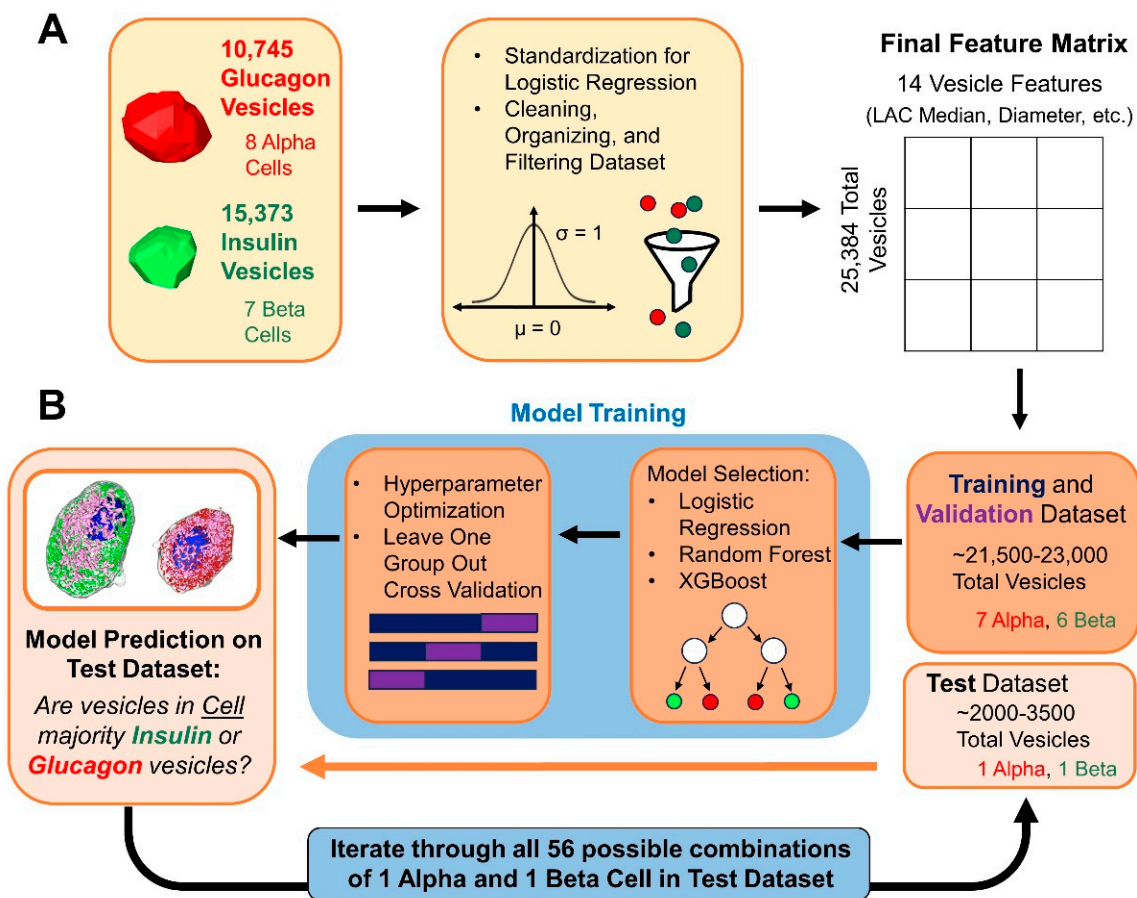 A
10,745
Glucagon
Vesicles
8 Alpha
Cells
15,373
Insulin
Vesicles
7 Beta
Cells
• Standardization for
Logistic Regression
• Cleaning,
Organizing, and
Filtering Dataset
σ = 1
μ = 0
Final Feature Matrix
14 Vesicle Features
(LAC Median, Diameter, etc.)
25,384 Total
Vesicles
B
Model Training
Training and
Validation Dataset
~21,500-23,000
Total Vesicles
7 Alpha, 6 Beta
Test Dataset
~2000-3500
Total Vesicles
1 Alpha, 1 Beta
Model Selection:
• Logistic
Regression
• Random Forest
• XGBoost
• Hyperparameter
Optimization
• Leave One
Group Out
Cross Validation
Model Prediction on
Test Dataset:
Are vesicles in Cell
majority Insulin or
Glucagon vesicles?
Iterate through all 56 possible combinations
of 1 Alpha and 1 Beta Cell in Test Dataset